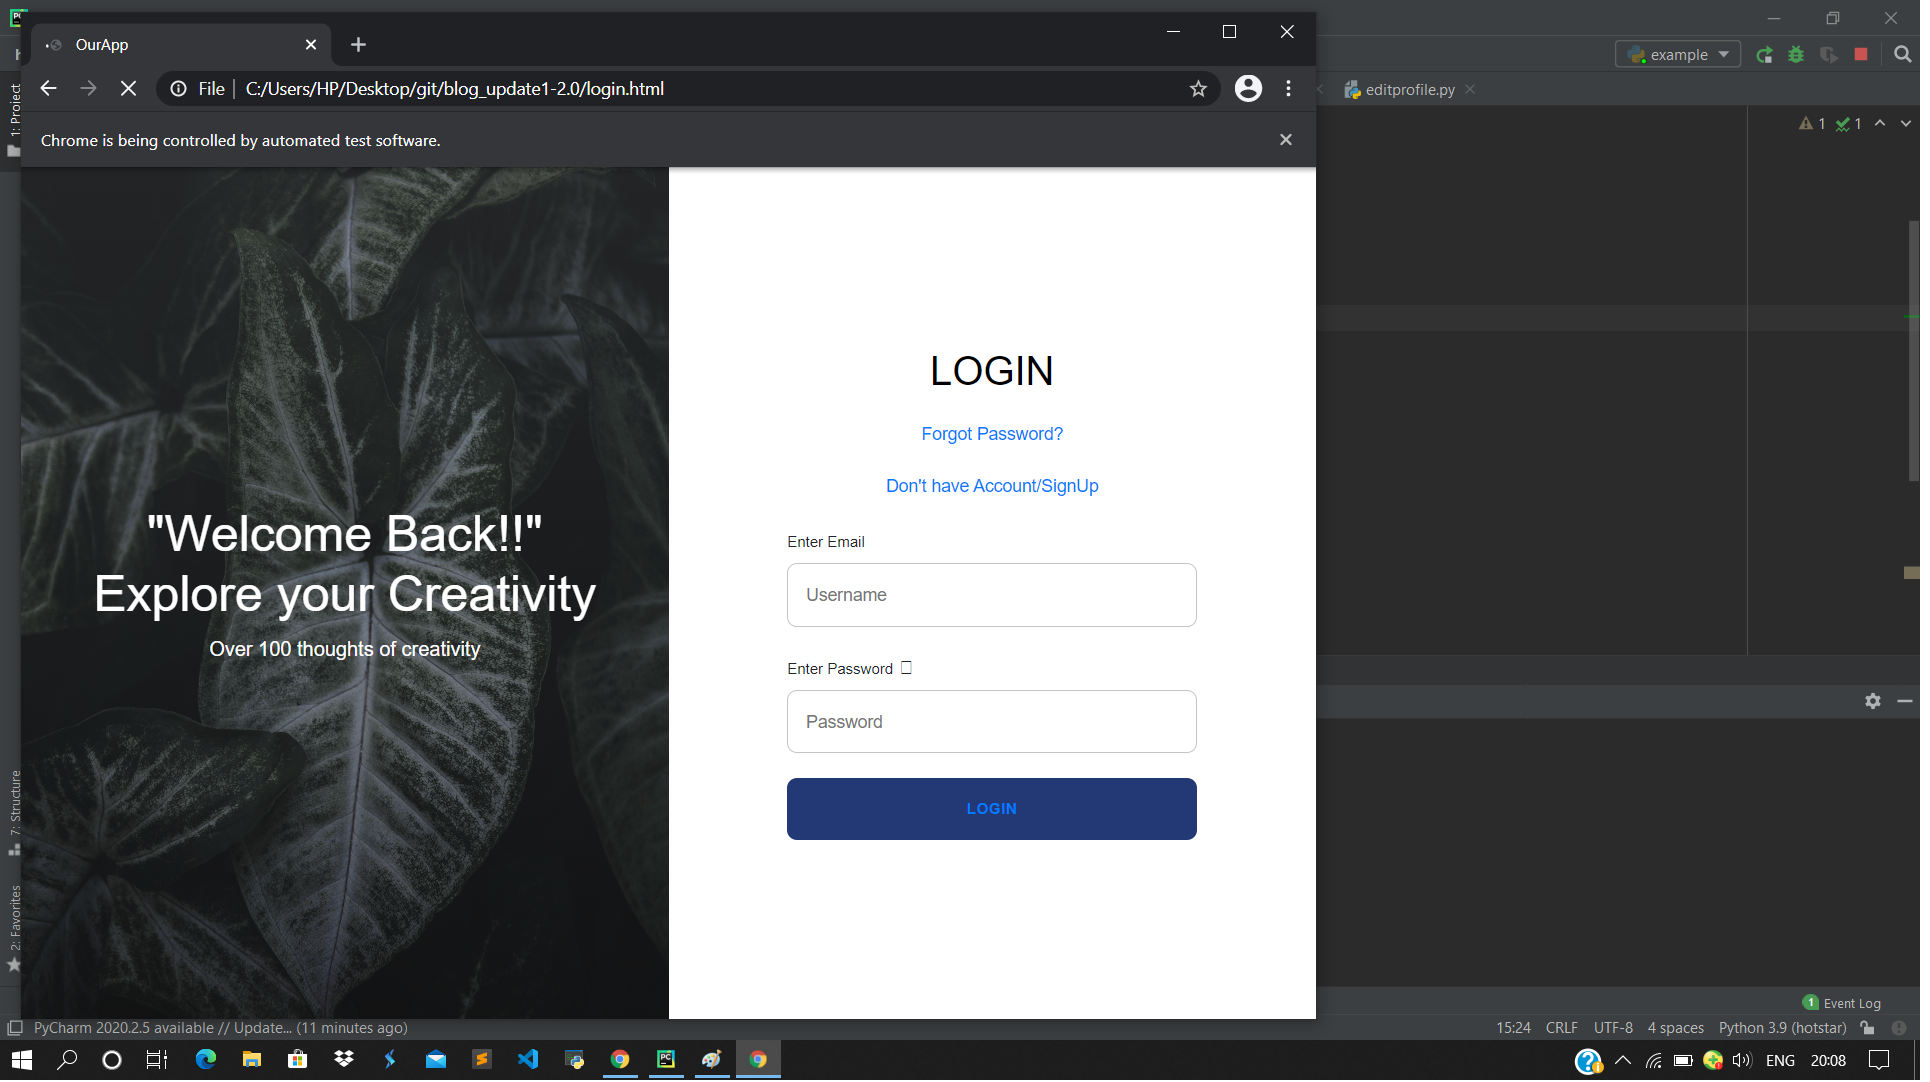 OurApp
File
C:/Users/HP/Desktop/git/blog_update1-2.0/login.html
Chrome is being controlled by automated test software.
example
editprofile.py
1 1
1: Project
7: Structure
2: Favorites
"Welcome Back!!"
Explore your Creativity
Over 100 thoughts of creativity
LOGIN
Forgot Password?
Don't have Account/SignUp
Enter Email
Username
Enter Password
Password
LOGIN
1 Event Log
PyCharm 2020.2.5 available // Update... (11 minutes ago)
15:24 CRLF UTF-8 4 spaces Python 3.9 (hotstar)
ENG 20:08